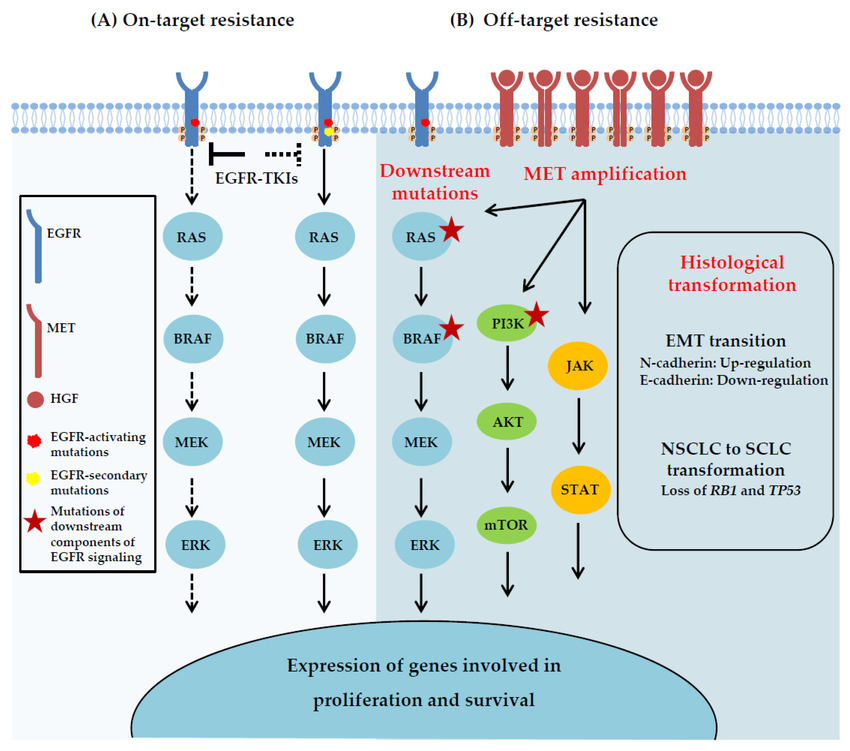 (A) On-target resistance
(B) Off-target resistance
P P P P P P P P P P P P P P P P P P
P P P P P P P P P P P P P P P P P P
EGFR-TKIs
Downstream
mutations
MET amplification
EGFR
MET
HGF
EGFR-activating
mutations
EGFR-secondary
mutations
Mutations of
downstream
components of
EGFR signaling
RAS
BRAF
MEK
ERK
RAS
BRAF
MEK
ERK
RAS
BRAF
MEK
ERK
PI3K
AKT
mTOR
JAK
STAT
Histological
transformation
EMT transition
N-cadherin: Up-regulation
E-cadherin: Down-regulation
NSCLC to SCLC
transformation
Loss of RB1 and TP53
Expression of genes involved in
proliferation and survival